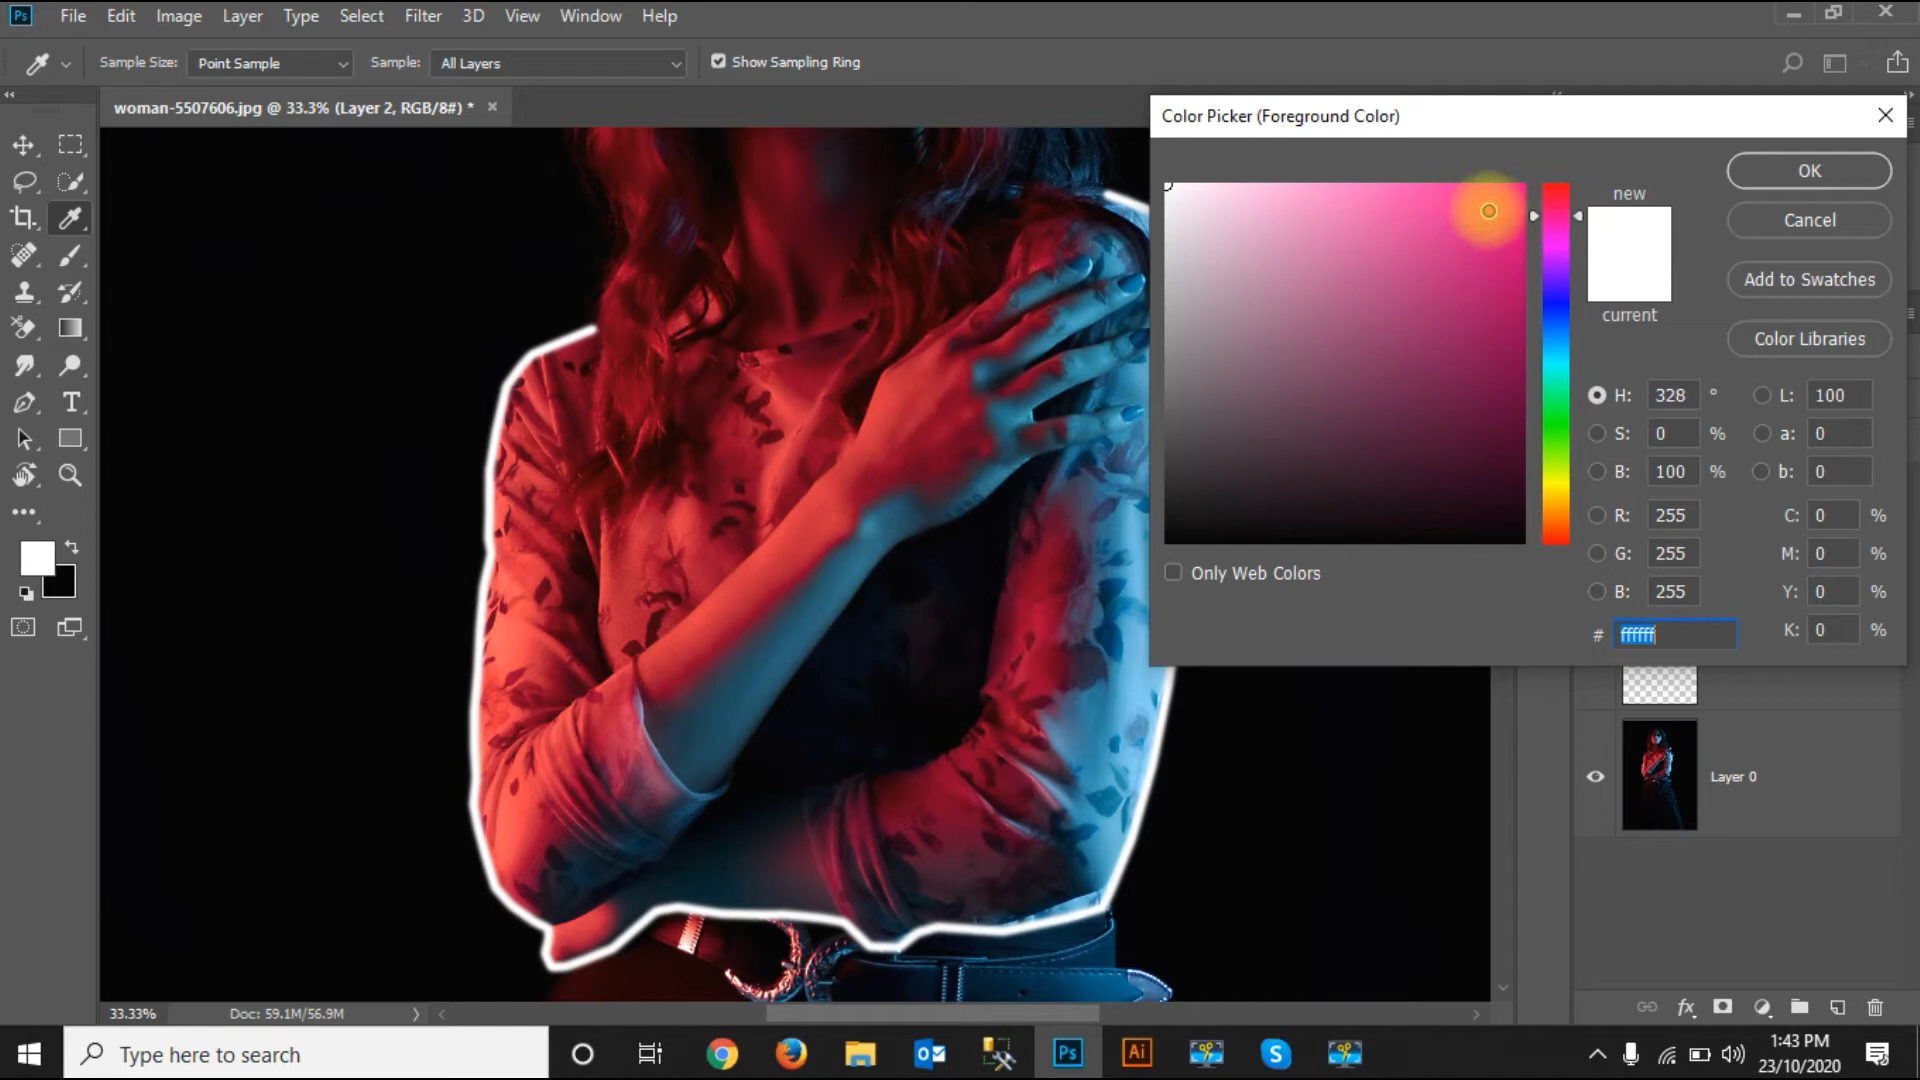 Ps File Edit Image Layer Type Select Filter 3D View Window Help
Sample Size: Point Sample Sample: All Layers Show Sampling Ring
woman-5507606.jpg @ 33.3% (Layer 2, RGB/8#) *
Color Picker (Foreground Color)
new
current
OK
Cancel
Add to Swatches
Color Libraries
H: 328 ° L: 100
S: 0 % a: 0
B: 100 % b: 0
R: 255 C: 0 %
G: 255 M: 0 %
B: 255 Y: 0 %
# ffffff K: 0 %
Only Web Colors
T
Layer 0
fx
33.33% Doc: 59.1M/56.9M
Type here to search
Ps
Ai
S
1:43 PM
23/10/2020